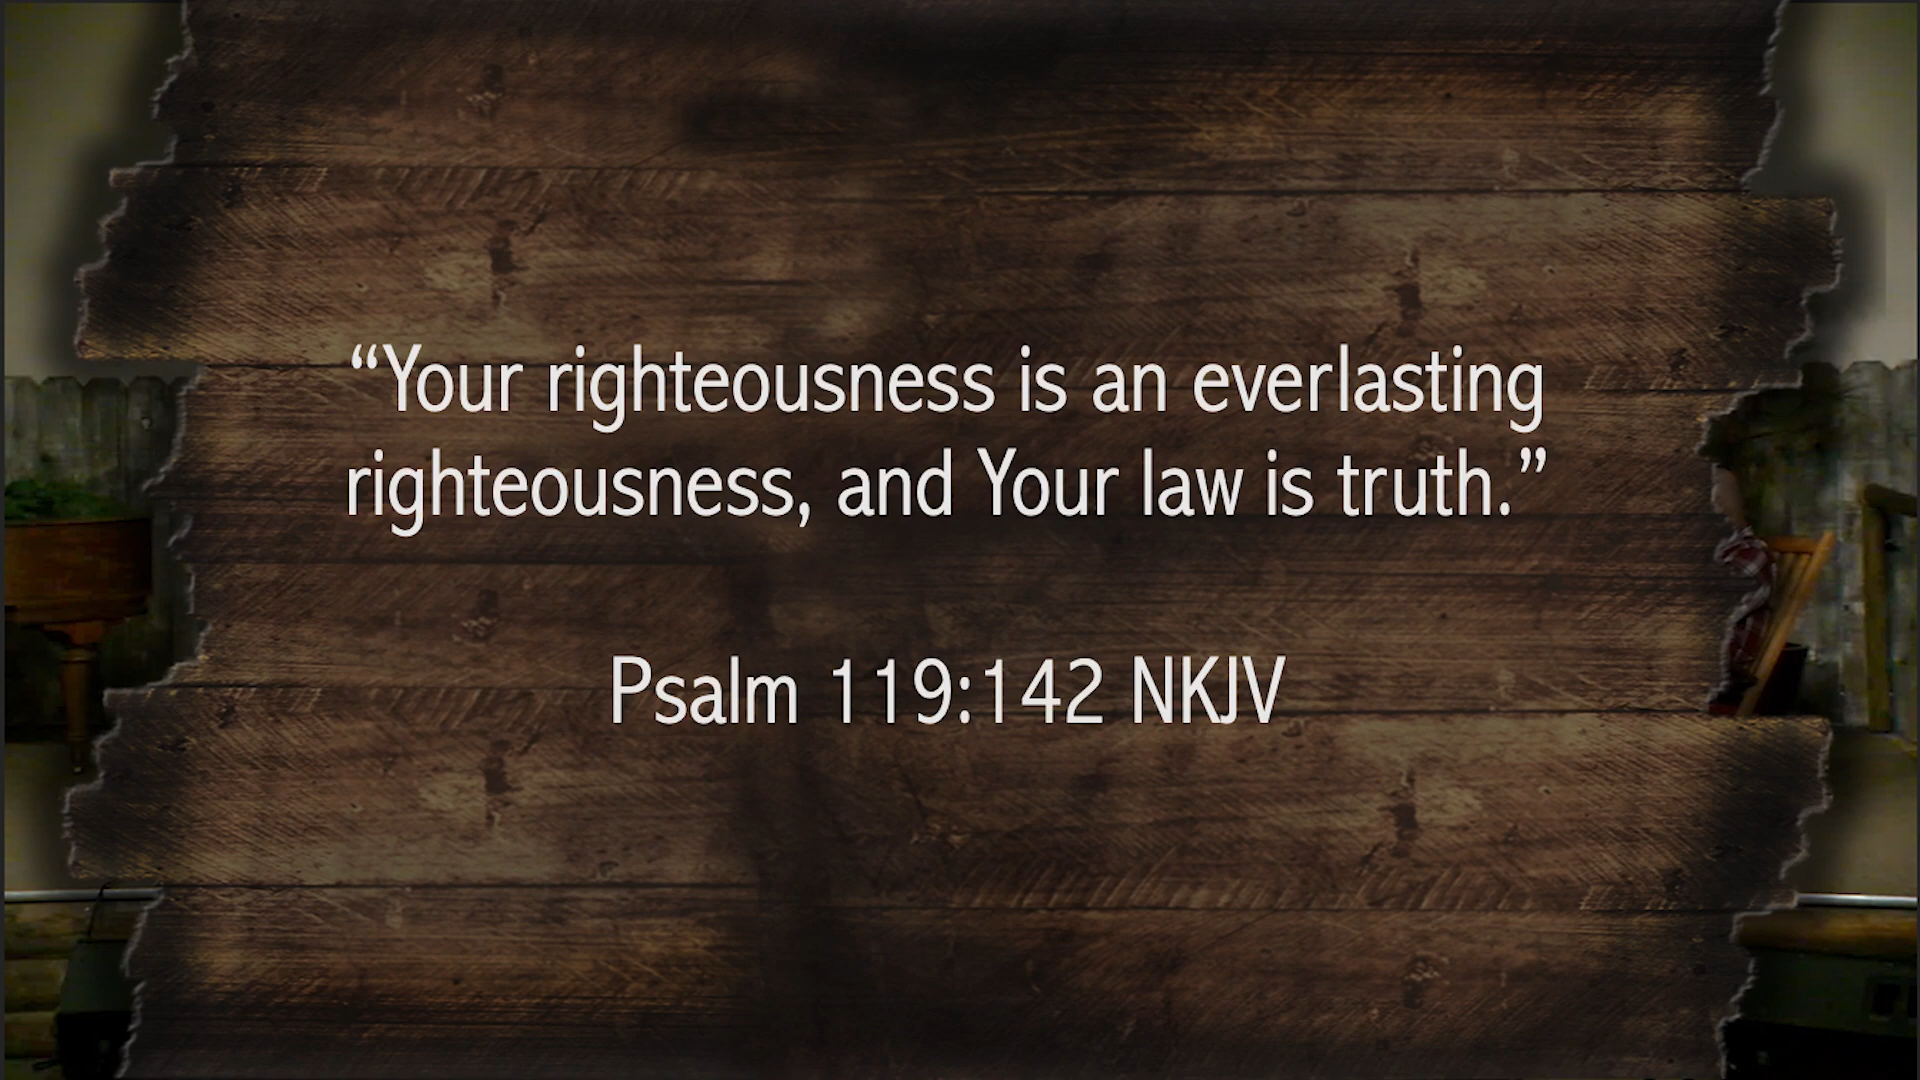 “Your righteousness is an everlasting
righteousness, and Your law is truth.”
Psalm 119:142 NKJV